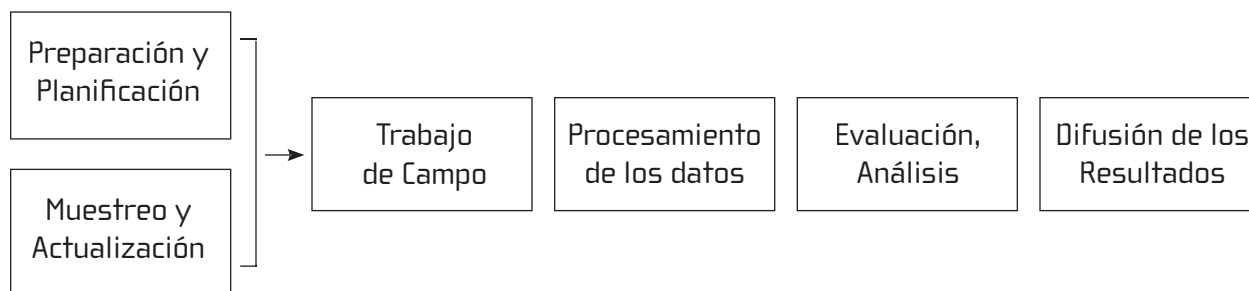 Preparación y
Planificación
Muestreo y
Actualización
Trabajo
de Campo
Procesamiento
de los datos
Evaluación,
Análisis
Difusión de los
Resultados